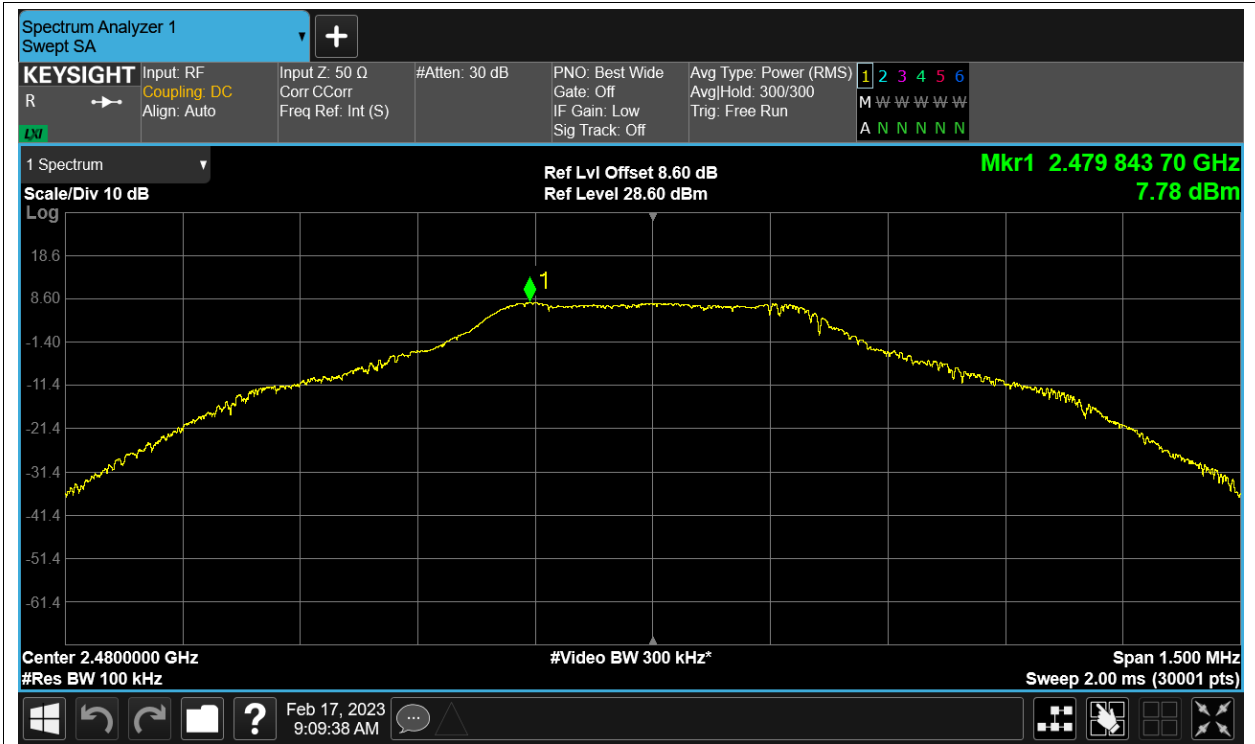 Spectrum Analyzer 1
Swept SA
KEYSIGHT
R
LXI
Input: RF
Coupling: DC
Align: Auto
Input Z: 50 Ω
Corr CCorr
Freq Ref: Int (S)
#Atten: 30 dB
PNO: Best Wide
Gate: Off
IF Gain: Low
Sig Track: Off
Avg Type: Power (RMS)
Avg|Hold: 300/300
Trig: Free Run
1 2 3 4 5 6
M W W W W W
A N N N N N
1 Spectrum
Scale/Div 10 dB
Log
Ref Lvl Offset 8.60 dB
Ref Level 28.60 dBm
Mkr1 2.479 843 70 GHz
7.78 dBm
18.6
1
8.60
-1.40
-11.4
-21.4
-31.4
-41.4
-51.4
-61.4
Center 2.4800000 GHz
#Video BW 300 kHz*
Span 1.500 MHz
#Res BW 100 kHz
Sweep 2.00 ms (30001 pts)
?
Feb 17, 2023
9:09:38 AM